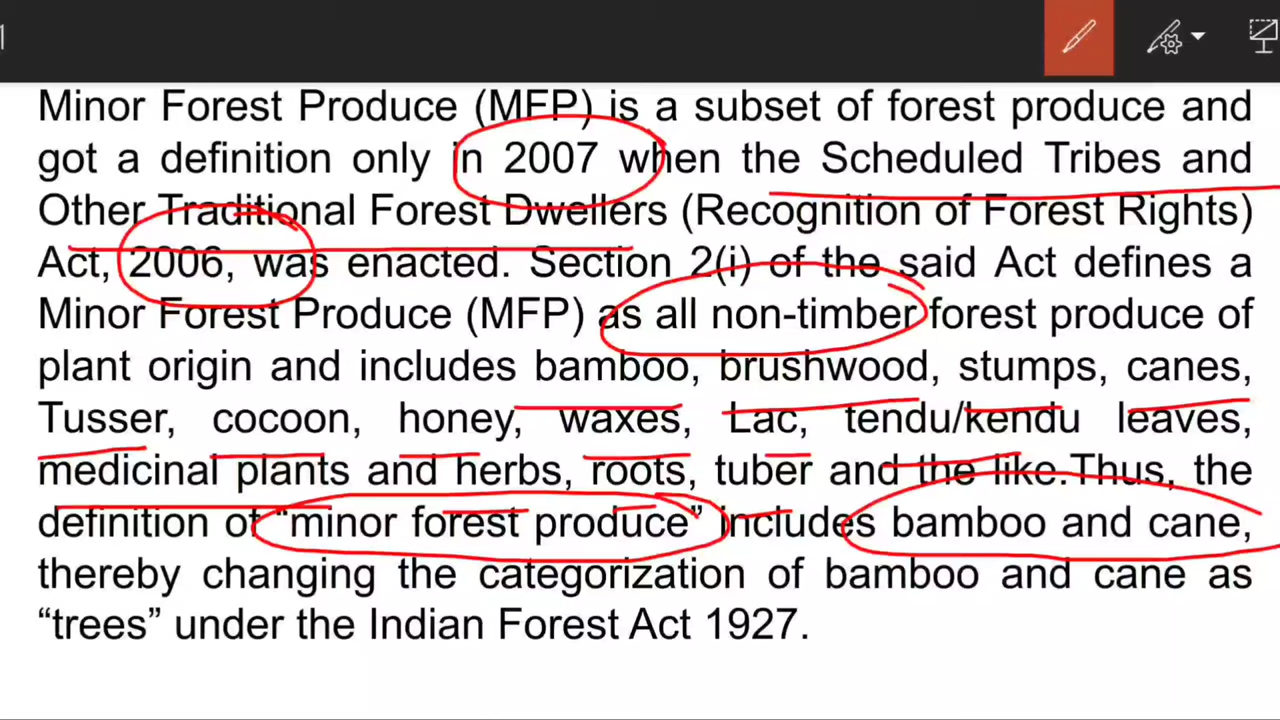 Minor Forest Produce (MFP) is a subset of forest produce and
got a definition only in 2007 when the Scheduled Tribes and
Other Traditional Forest Dwellers (Recognition of Forest Rights)
Act, 2006, was enacted. Section 2(i) of the said Act defines a
Minor Forest Produce (MFP) as all non-timber forest produce of
plant origin and includes bamboo, brushwood, stumps, canes,
Tusser, cocoon, honey, waxes, Lac, tendu/kendu leaves,
medicinal plants and herbs, roots, tuber and the like.Thus, the
definition of “minor forest produce” includes bamboo and cane,
thereby changing the categorization of bamboo and cane as
“trees” under the Indian Forest Act 1927.